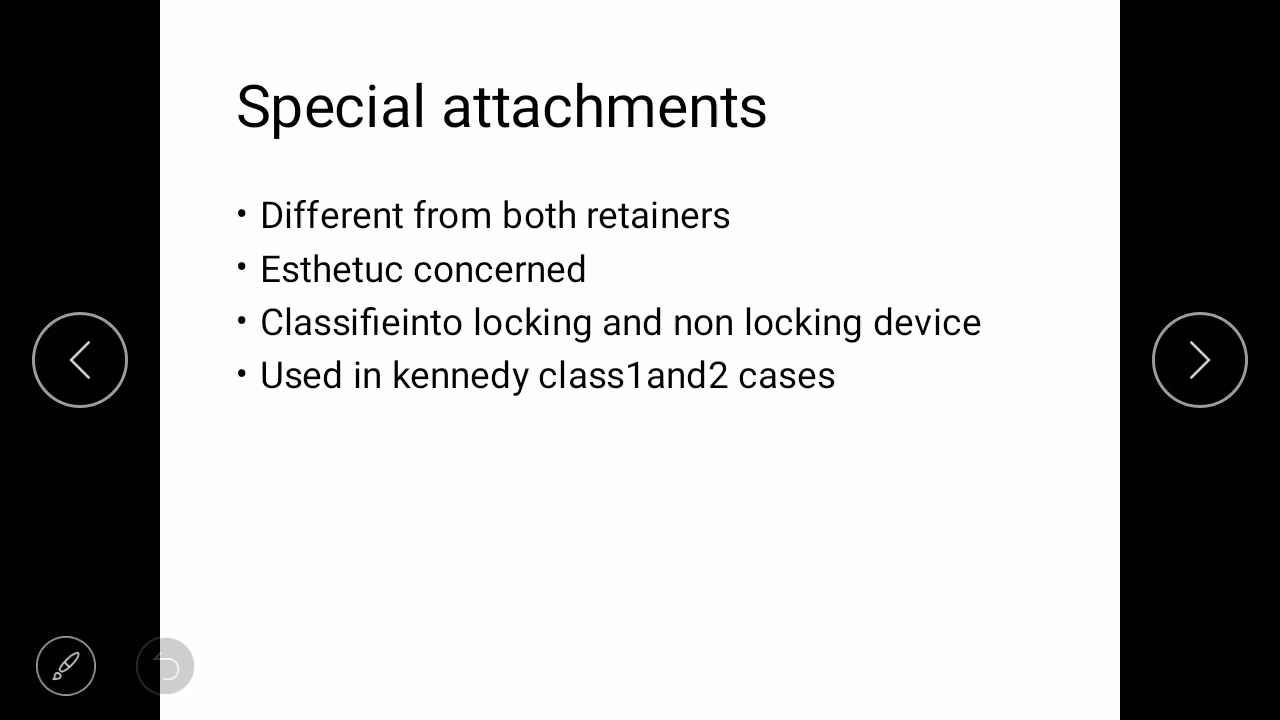 Special attachments
• Different from both retainers
• Esthetuc concerned
• Classifieinto locking and non locking device
• Used in kennedy class1and2 cases